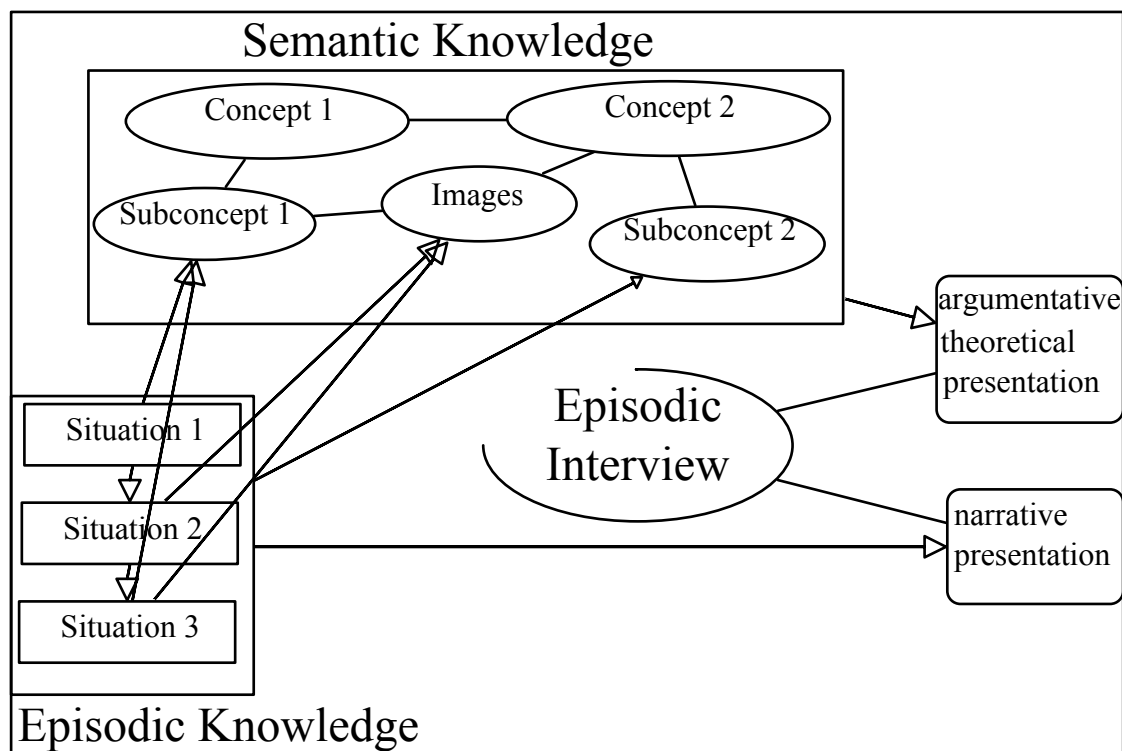 Semantic Knowledge
Concept 1
Concept 2
Subconcept 1
Images
Subconcept 2
argumentative
theoretical
presentation
Episodic
Interview
Situation 1
Situation 2
Situation 3
narrative
presentation
Episodic Knowledge